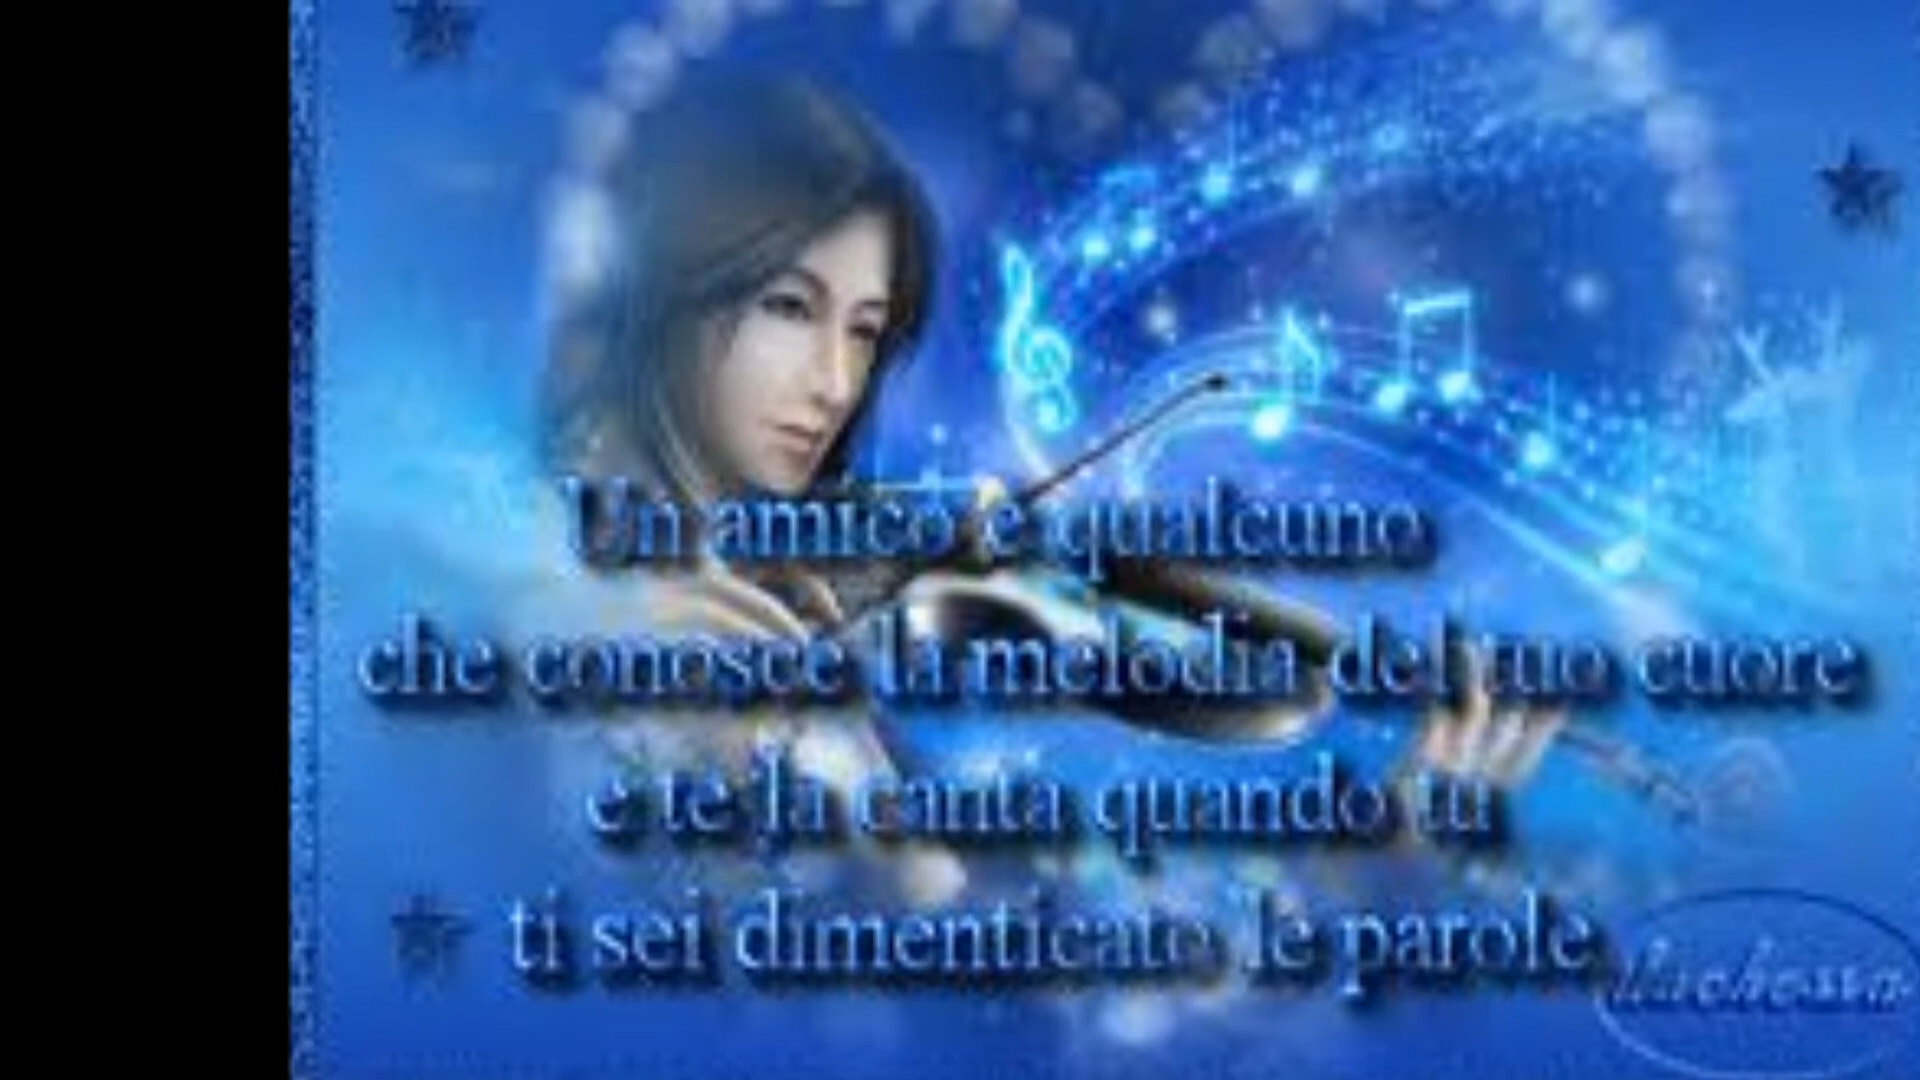 Un amico è qualcuno
che conosce la melodia del tuo cuore
e te la canta quando tu
ti sei dimenticato le parole